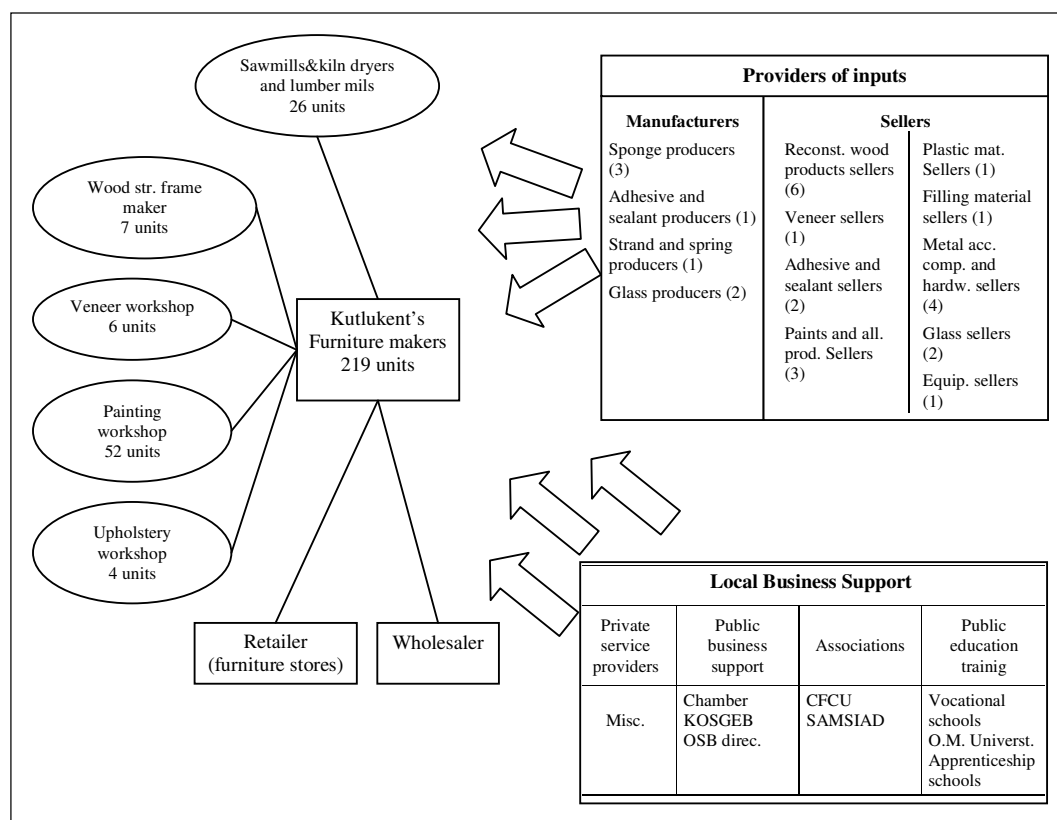 Sawmills&kiln dryers
and lumber mils
26 units
Wood str. frame
maker
7 units
Veneer workshop
6 units
Painting
workshop
52 units
Upholstery
workshop
4 units
Kutlukent's
Furniture makers
219 units
Retailer
(furniture stores)
Wholesaler
Providers of inputs
Manufacturers
Sponge producers
(3)
Adhesive and
sealant producers (1)
Strand and spring
producers (1)
Glass producers (2)
Sellers
Reconst. wood
products sellers
(6)
Veneer sellers
(1)
Adhesive and
sealant sellers
(2)
Paints and all.
prod. Sellers
(3)
Plastic mat.
Sellers (1)
Filling material
sellers (1)
Metal acc.
comp. and
hardw. sellers
(4)
Glass sellers
(2)
Equip. sellers
(1)
Local Business Support
Private
service
providers
Public
business
support
Associations
Public
education
trainig
Misc.
Chamber
KOSGEB
OSB direc.
CFCU
SAMSIAD
Vocational
schools
O.M. Universt.
Apprenticeship
schools